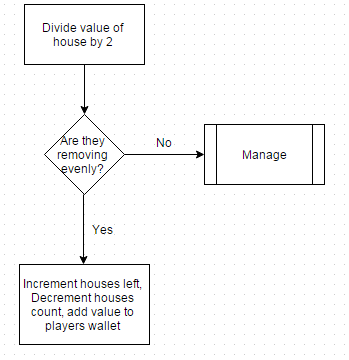 Divide value of
house by 2
Are they
removing
evenly?
No
Manage
Yes
Increment houses left,
Decrement houses
count, add value to
players wallet